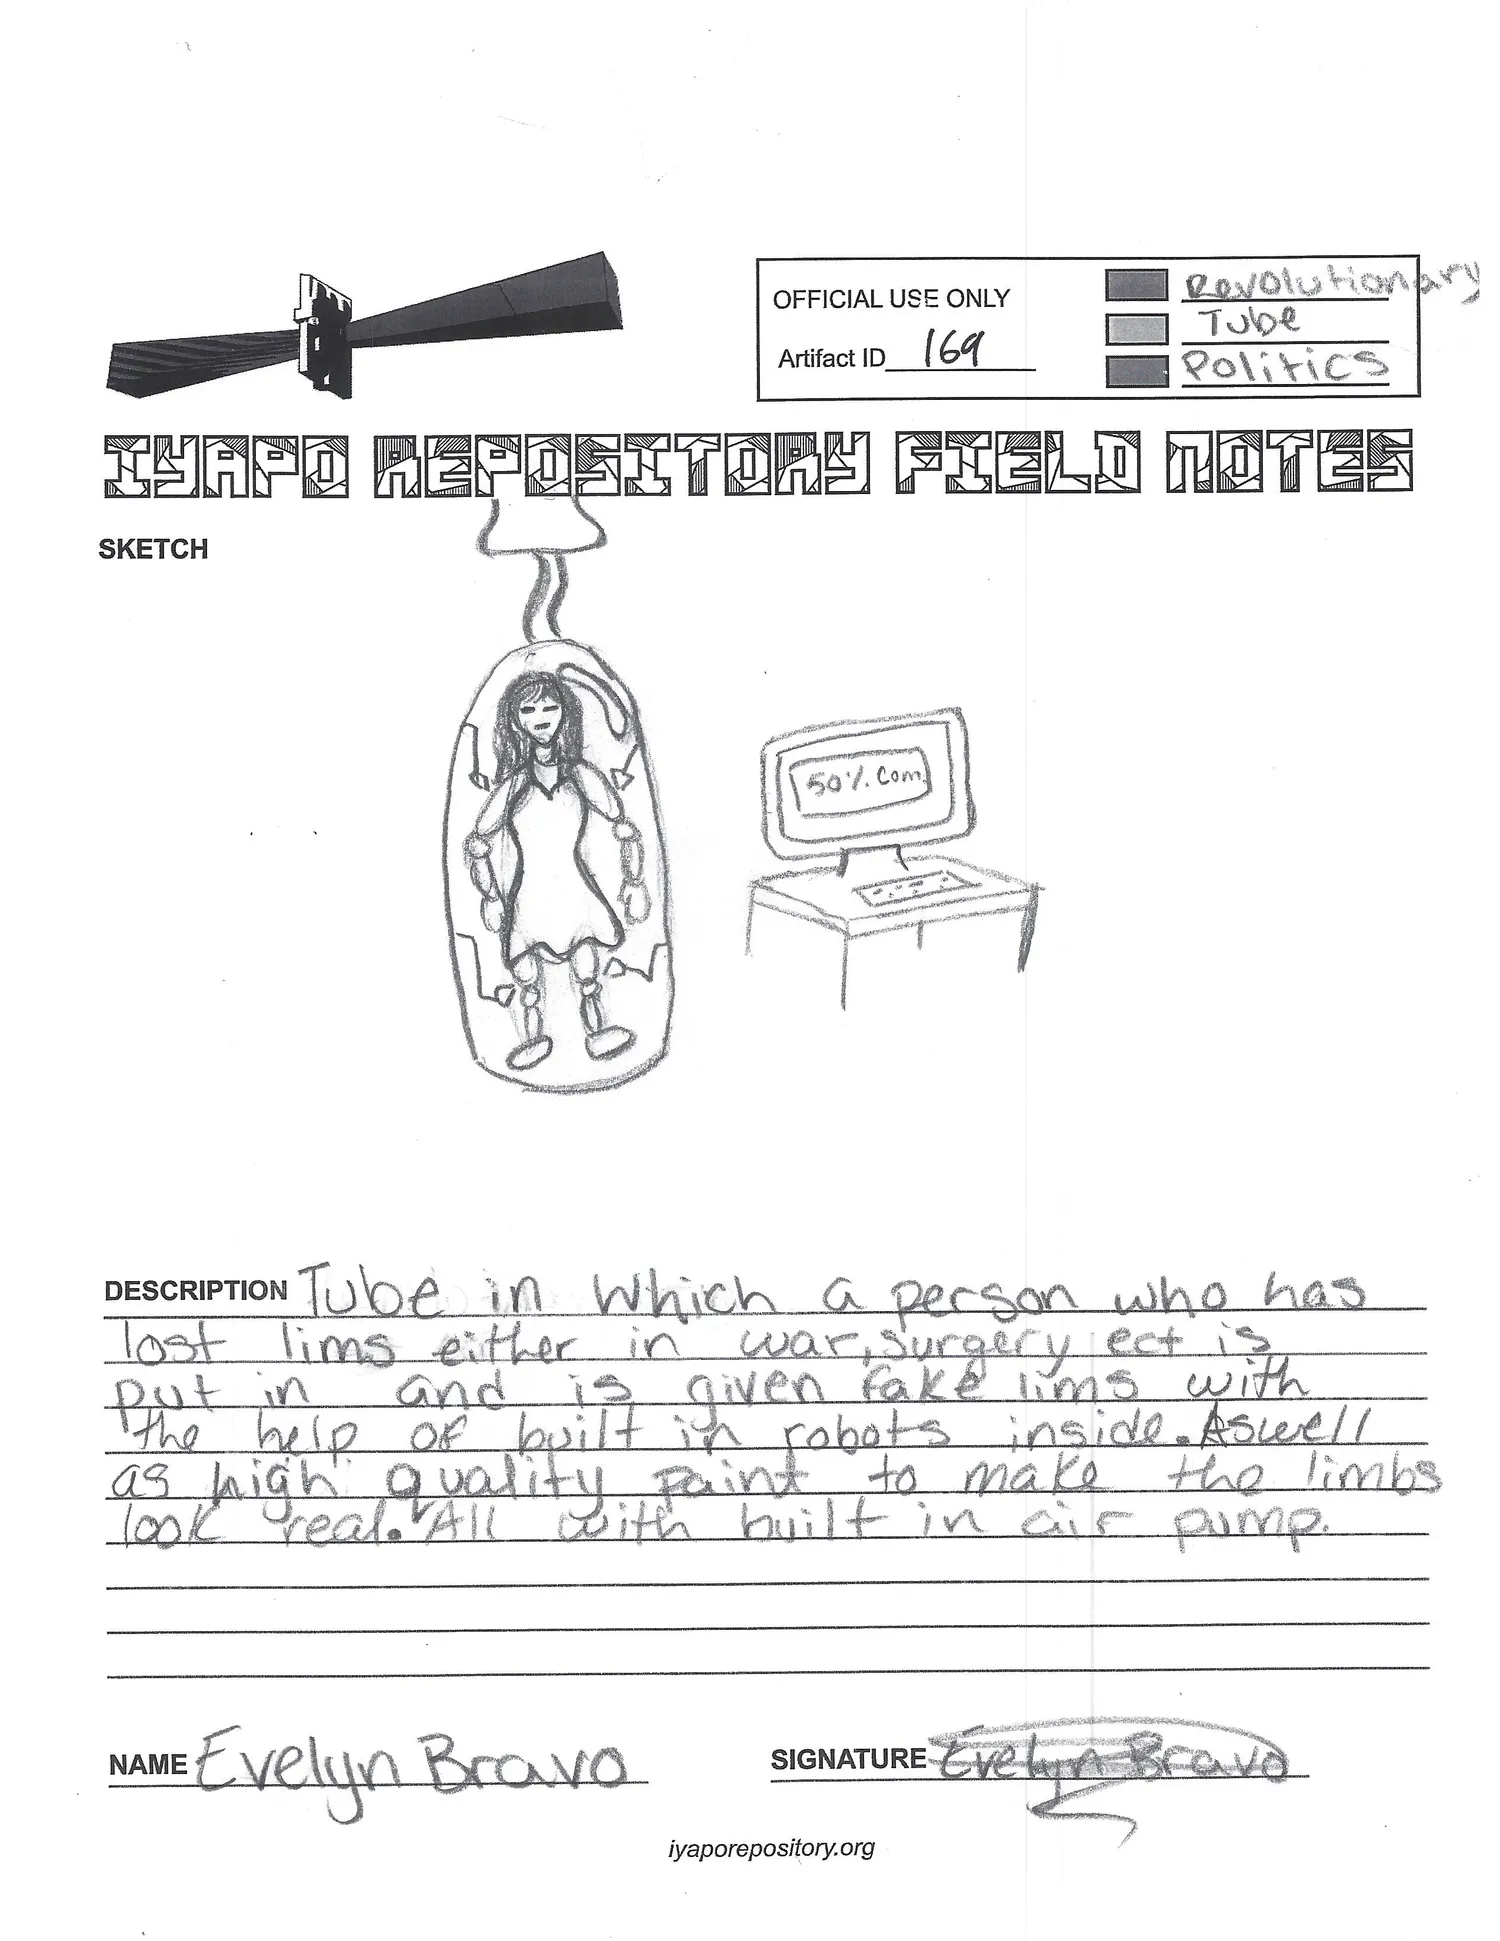 OFFICIAL USE ONLY
Artifact ID 169
Revolutionary
Tube
Politics
IYAPO REPOSITORY FIELD NOTES
SKETCH
50%. Com.
DESCRIPTION Tube in which a person who has
lost lims either in war, surgery ect is
put in and is given fake lims with
the help of built in robots inside. Aswell
as high quality paint to make the limbs
look real. All with built in air pump.
NAME Evelyn Bravo
SIGNATURE Evelyn Bravo
iyaporepository.org